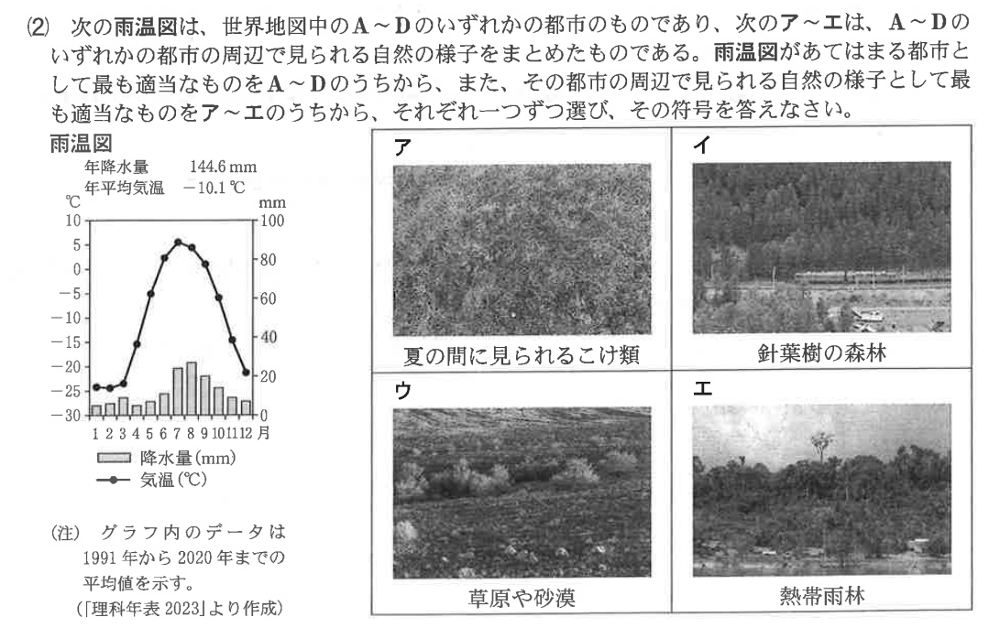 (2) 次の雨温図は、世界地図中のA～Dのいずれかの都市のものであり、次のア～エは、A～Dの
いずれかの都市の周辺で見られる自然の様子をまとめたものである。雨温図があてはまる都市と
して最も適当なものをA～Dのうちから、また、その都市の周辺で見られる自然の様子として最
も適当なものをア～エのうちから、それぞれ一つずつ選び、その符号を答えなさい。
雨温図
年降水量 144.6 mm
年平均気温 －10.1 ℃
℃ mm
10 100
5
0 80
－5
60
－10
－15 40
－20
20
－25
－30 0
1 2 3 4 5 6 7 8 9 10 11 12 月
降水量(mm)
気温(℃)
(注) グラフ内のデータは
1991 年から 2020 年までの
平均値を示す。
(「理科年表 2023」より作成)
ア
夏の間に見られるこけ類
イ
針葉樹の森林
ウ
草原や砂漠
エ
熱帯雨林